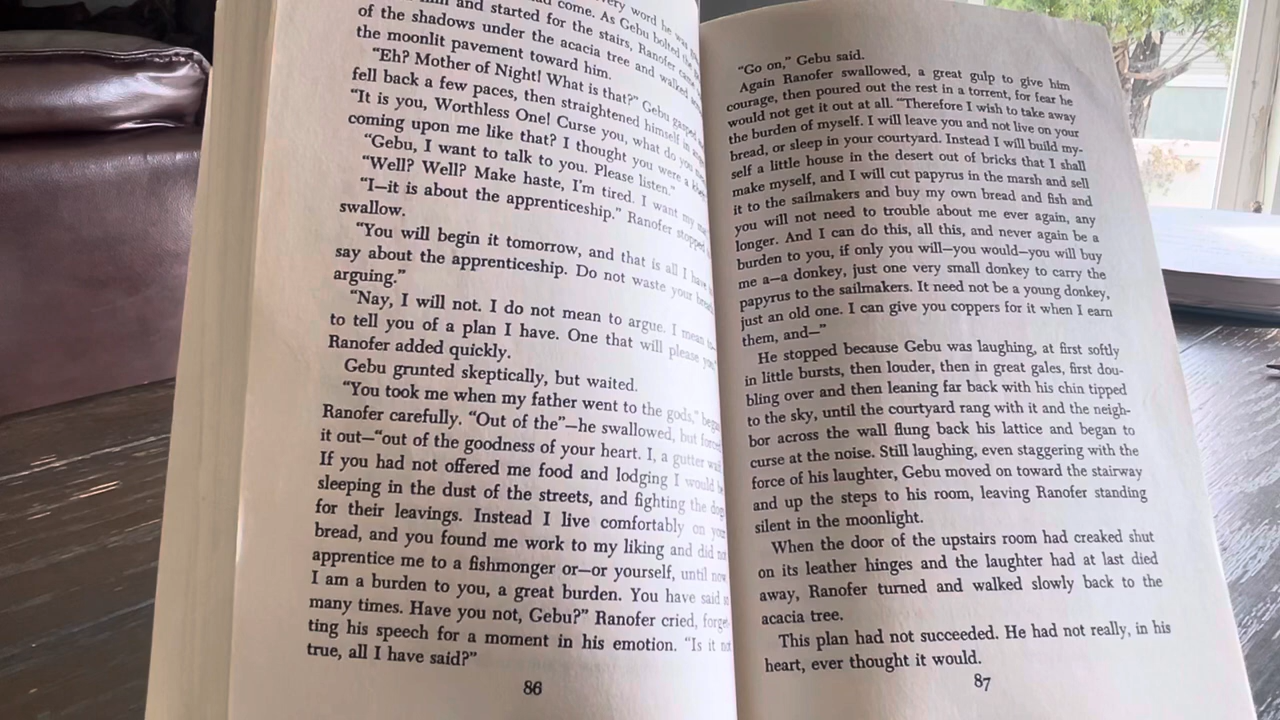 very word he was
come. As Gebu bolted the
and started for the stairs, Ranofer came
of the shadows under the acacia tree and walked
the moonlit pavement toward him.
“Eh? Mother of Night! What is that?” Gebu gasped,
fell back a few paces, then straightened himself in
“It is you, Worthless One! Curse you, what do you
coming upon me like that? I thought you were a
“Gebu, I want to talk to you. Please listen.”
“Well? Well? Make haste, I’m tired. I want my
“I—it is about the apprenticeship.” Ranofer stopped
swallow.
“You will begin it tomorrow, and that is all I have
say about the apprenticeship. Do not waste your
arguing.”
“Nay, I will not. I do not mean to argue. I mean
to tell you of a plan I have. One that will please you,”
Ranofer added quickly.
Gebu grunted skeptically, but waited.
“You took me when my father went to the gods,”
Ranofer carefully. “Out of the”—he swallowed, but
it out—“out of the goodness of your heart. I, a gutter
If you had not offered me food and lodging I would
sleeping in the dust of the streets, and fighting the
for their leavings. Instead I live comfortably on
bread, and you found me work to my liking and did
apprentice me to a fishmonger or—or yourself, until now
I am a burden to you, a great burden. You have said
many times. Have you not, Gebu?” Ranofer cried, forget-
ting his speech for a moment in his emotion. “Is it
true, all I have said?”
86
“Go on,” Gebu said.
Again Ranofer swallowed, a great gulp to give him
courage, then poured out the rest in a torrent, for fear he
would not get it out at all. “Therefore I wish to take away
the burden of myself. I will leave you and not live on your
bread, or sleep in your courtyard. Instead I will build my-
self a little house in the desert out of bricks that I shall
make myself, and I will cut papyrus in the marsh and sell
it to the sailmakers and buy my own bread and fish and
you will not need to trouble about me ever again, any
longer. And I can do this, all this, and never again be a
burden to you, if only you will—you would—you will buy
me a—a donkey, just one very small donkey to carry the
papyrus to the sailmakers. It need not be a young donkey,
just an old one. I can give you coppers for it when I earn
them, and—”
He stopped because Gebu was laughing, at first softly
in little bursts, then louder, then in great gales, first dou-
bling over and then leaning far back with his chin tipped
to the sky, until the courtyard rang with it and the neigh-
bor across the wall flung back his lattice and began to
curse at the noise. Still laughing, even staggering with the
force of his laughter, Gebu moved on toward the stairway
and up the steps to his room, leaving Ranofer standing
silent in the moonlight.
When the door of the upstairs room had creaked shut
on its leather hinges and the laughter had at last died
away, Ranofer turned and walked slowly back to the
acacia tree.
This plan had not succeeded. He had not really, in his
heart, ever thought it would.
87